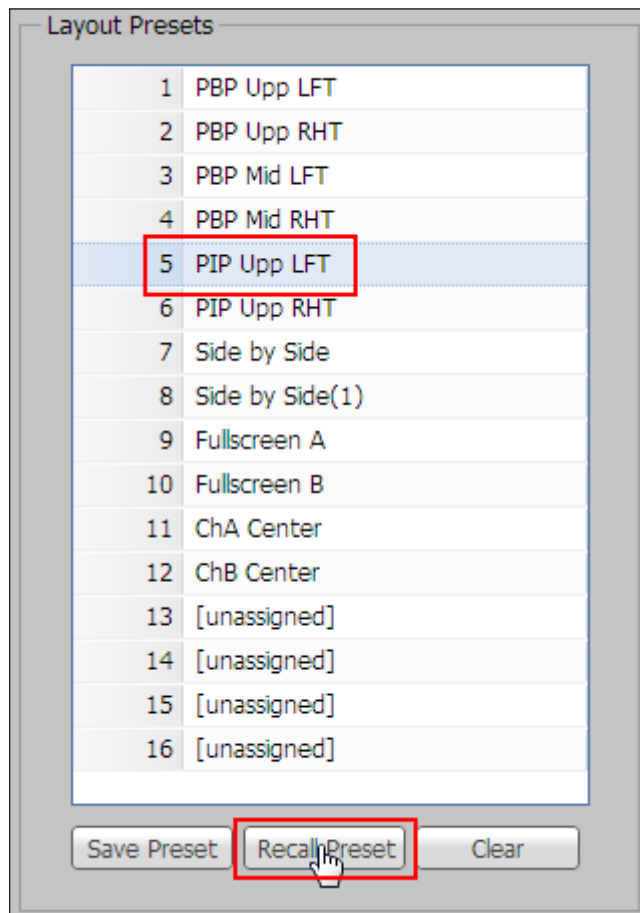 Layout Presets
1 PBP Upp LFT
2 PBP Upp RHT
3 PBP Mid LFT
4 PBP Mid RHT
5 PIP Upp LFT
6 PIP Upp RHT
7 Side by Side
8 Side by Side(1)
9 Fullscreen A
10 Fullscreen B
11 ChA Center
12 ChB Center
13 [unassigned]
14 [unassigned]
15 [unassigned]
16 [unassigned]
Save Preset Recall Preset Clear